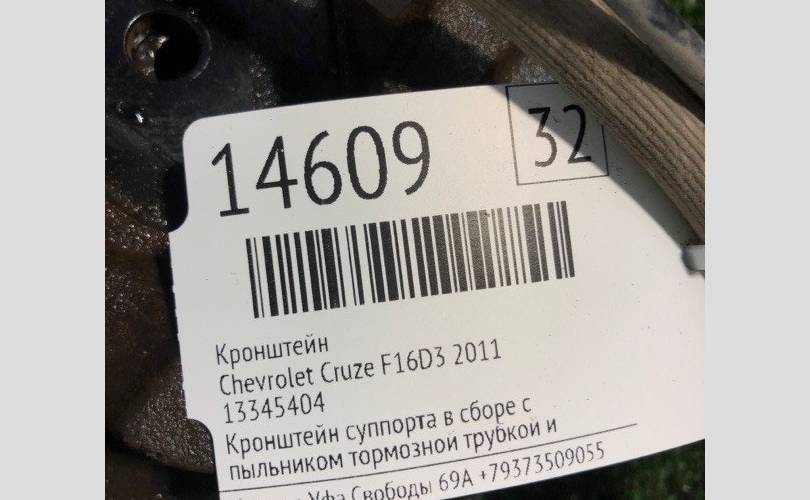 14609
32
Кронштейн
Chevrolet Cruze F16D3 2011
13345404
Кронштейн суппорта в сборе с
пыльником тормозной трубкой и
Уфа Свободы 69А +79373509055